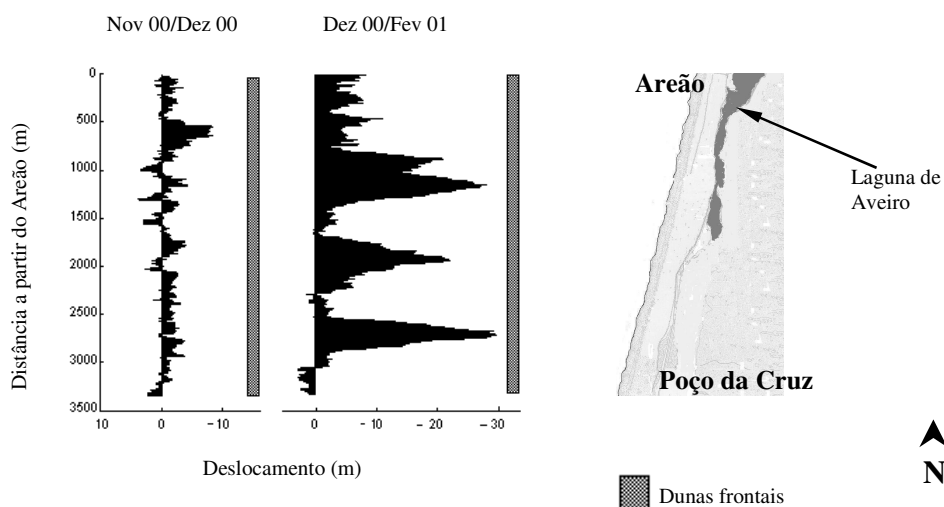 Nov 00/Dez 00
Dez 00/Fev 01
Distância a partir do Areão (m)
0
500
1000
1500
2000
2500
3000
3500
10
0
- 10
0
- 10
- 20
- 30
Deslocamento (m)
Areão
Laguna de
Aveiro
Poço da Cruz
N
Dunas frontais